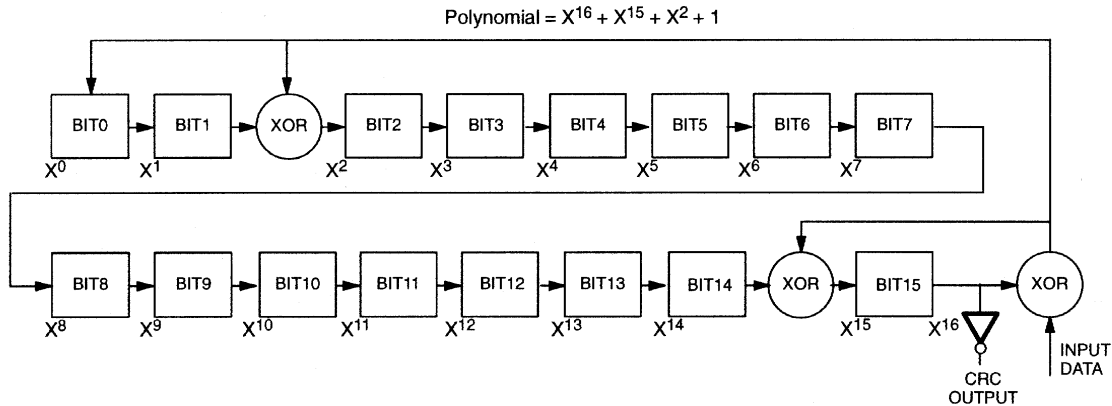 Polynomial = X¹⁶ + X¹⁵ + X² + 1
BIT0 BIT1 XOR BIT2 BIT3 BIT4 BIT5 BIT6 BIT7
X⁰ X¹ X² X³ X⁴ X⁵ X⁶ X⁷
BIT8 BIT9 BIT10 BIT11 BIT12 BIT13 BIT14 XOR BIT15 XOR
X⁸ X⁹ X¹⁰ X¹¹ X¹² X¹³ X¹⁴ X¹⁵ X¹⁶
INPUT
DATA
CRC
OUTPUT